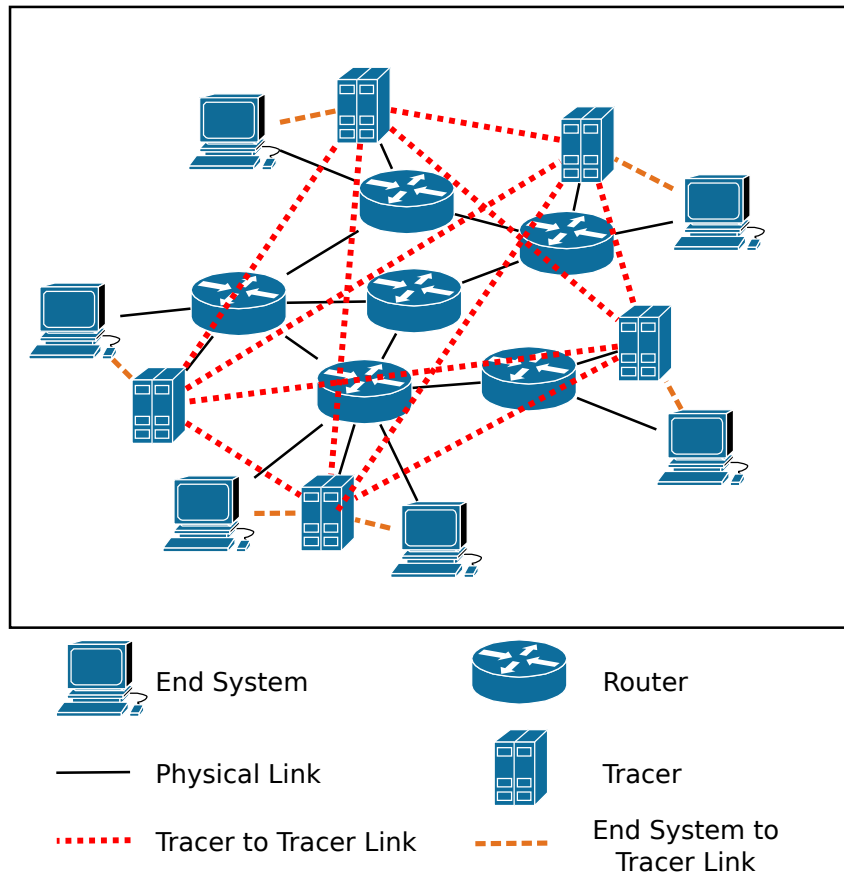 End System
Router
Physical Link
Tracer
Tracer to Tracer Link
End System to
Tracer Link